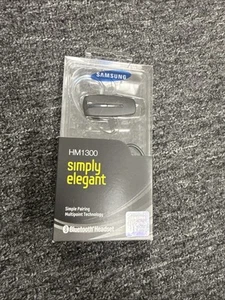 SAMSUNG
HM1300
simply
elegant
Simple Pairing
Multipoint Technology
Bluetooth Headset